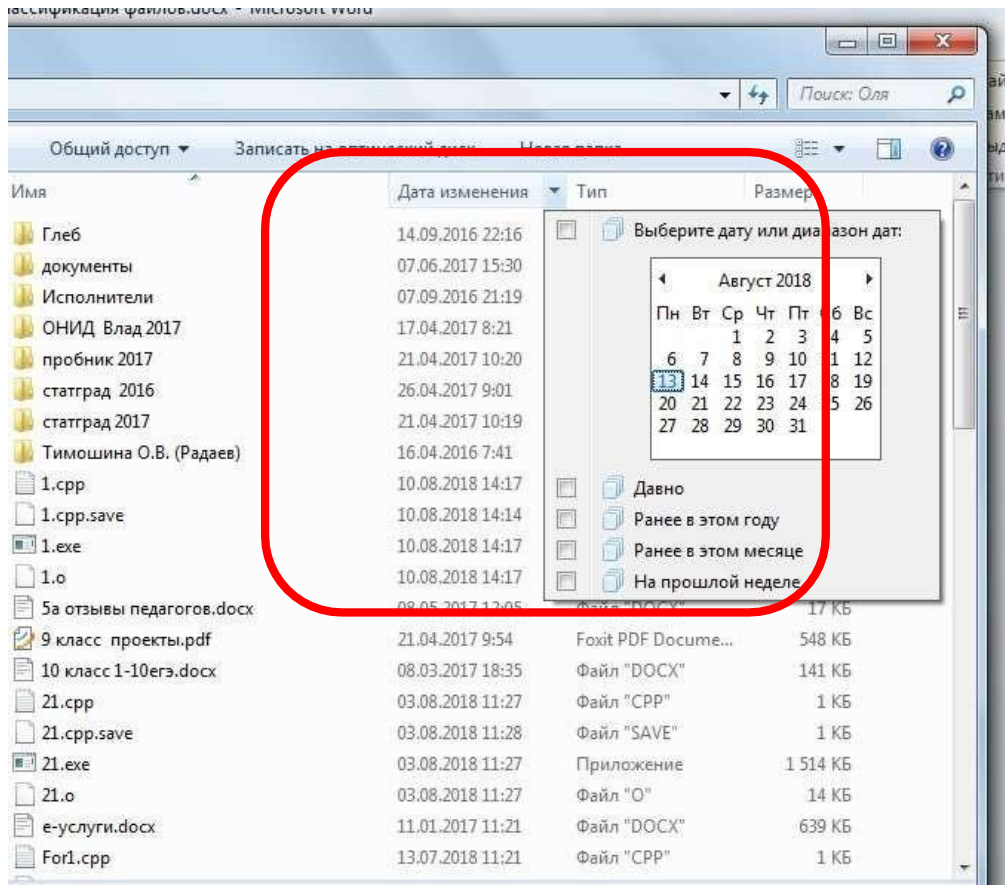 лассификация файлов.docx - Microsoft Word
Поиск: Оля
Общий доступ Записать на оптический диск Новая папка
Имя Дата изменения Тип Размер
Глеб 14.09.2016 22:16 Выберите дату или диапазон дат:
документы 07.06.2017 15:30
Август 2018
Исполнители 07.09.2016 21:19
Пн Вт Ср Чт Пт Сб Вс
ОНИД Влад 2017 17.04.2017 8:21
1 2 3 4 5
пробник 2017 21.04.2017 10:20
6 7 8 9 10 11 12
статград 2016 26.04.2017 9:01
13 14 15 16 17 18 19
20 21 22 23 24 25 26
статград 2017 21.04.2017 10:19
27 28 29 30 31
Тимошина О.В. (Радаев) 16.04.2016 7:41
1.cpp 10.08.2018 14:17 Давно
1.cpp.save 10.08.2018 14:14 Ранее в этом году
1.exe 10.08.2018 14:17 Ранее в этом месяце
1.o 10.08.2018 14:17 На прошлой неделе
5а отзывы педагогов.docx 08.05.2017 12:05 Файл "DOCX" 17 КБ
9 класс проекты.pdf 21.04.2017 9:54 Foxit PDF Docume... 548 КБ
10 класс 1-10егэ.docx 08.03.2017 18:35 Файл "DOCX" 141 КБ
21.cpp 03.08.2018 11:27 Файл "CPP" 1 КБ
21.cpp.save 03.08.2018 11:28 Файл "SAVE" 1 КБ
21.exe 03.08.2018 11:27 Приложение 1 514 КБ
21.o 03.08.2018 11:27 Файл "O" 14 КБ
е-услуги.docx 11.01.2017 11:21 Файл "DOCX" 639 КБ
For1.cpp 13.07.2018 11:21 Файл "CPP" 1 КБ